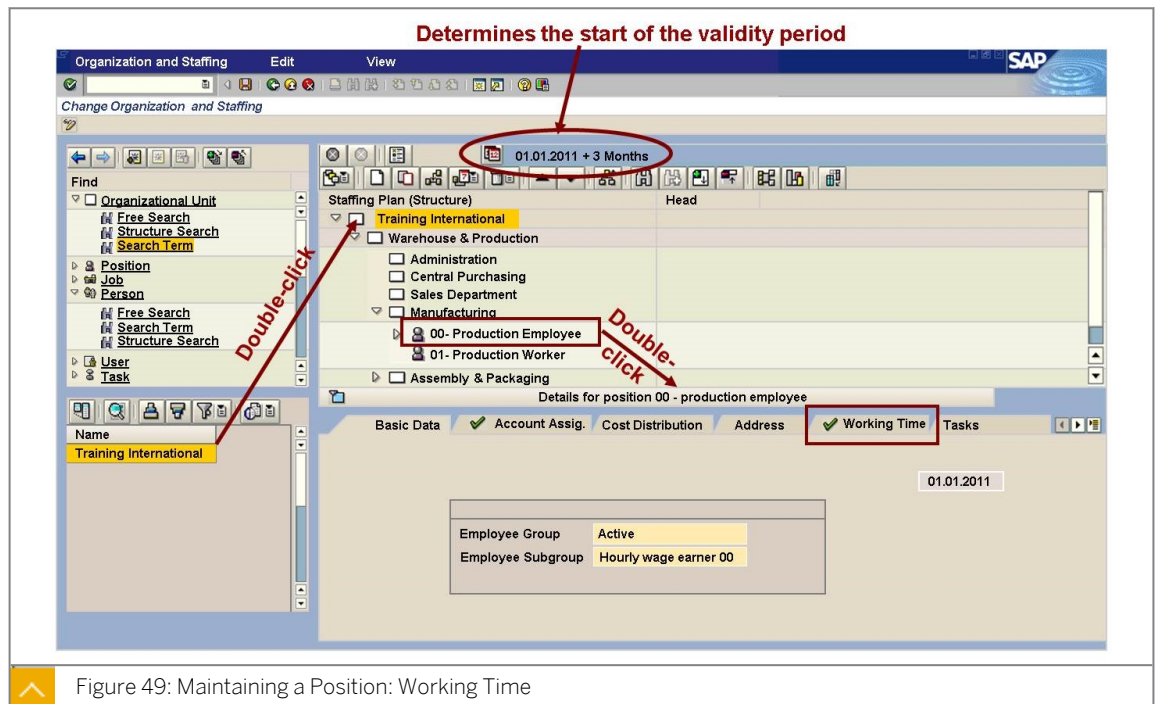 Determines the start of the validity period
Organization and Staffing Edit View
SAP
Change Organization and Staffing
01.01.2011 + 3 Months
Find
Organizational Unit
Free Search
Structure Search
Search Term
Position
Job
Person
Free Search
Search Term
Structure Search
User
Task
Name
Training International
Double-click
Staffing Plan (Structure) Head
Training International
Warehouse & Production
Administration
Central Purchasing
Sales Department
Manufacturing
00- Production Employee
01- Production Worker
Assembly & Packaging
Double-
click
Details for position 00 - production employee
Basic Data Account Assig. Cost Distribution Address Working Time Tasks
01.01.2011
Employee Group Active
Employee Subgroup Hourly wage earner 00
Figure 49: Maintaining a Position: Working Time